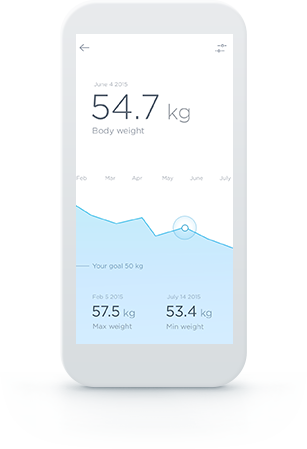 June 4 2015
54.7 kg
Body weight
Feb Mar Apr May June July
Your goal 50 kg
Feb 5 2015 July 14 2015
57.5 kg 53.4 kg
Max weight Min weight